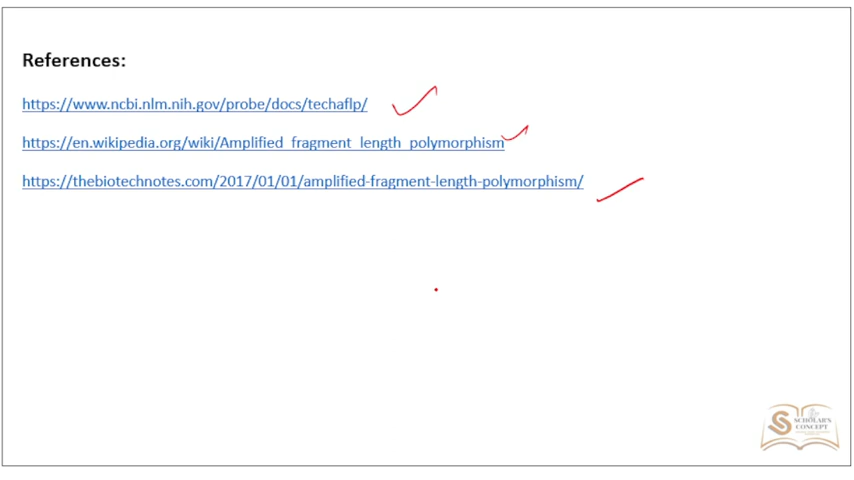 References:
https://www.ncbi.nlm.nih.gov/probe/docs/techaflp/
https://en.wikipedia.org/wiki/Amplified_fragment_length_polymorphism
https://thebiotechnotes.com/2017/01/01/amplified-fragment-length-polymorphism/
SCHOLAR'S
CONCEPT